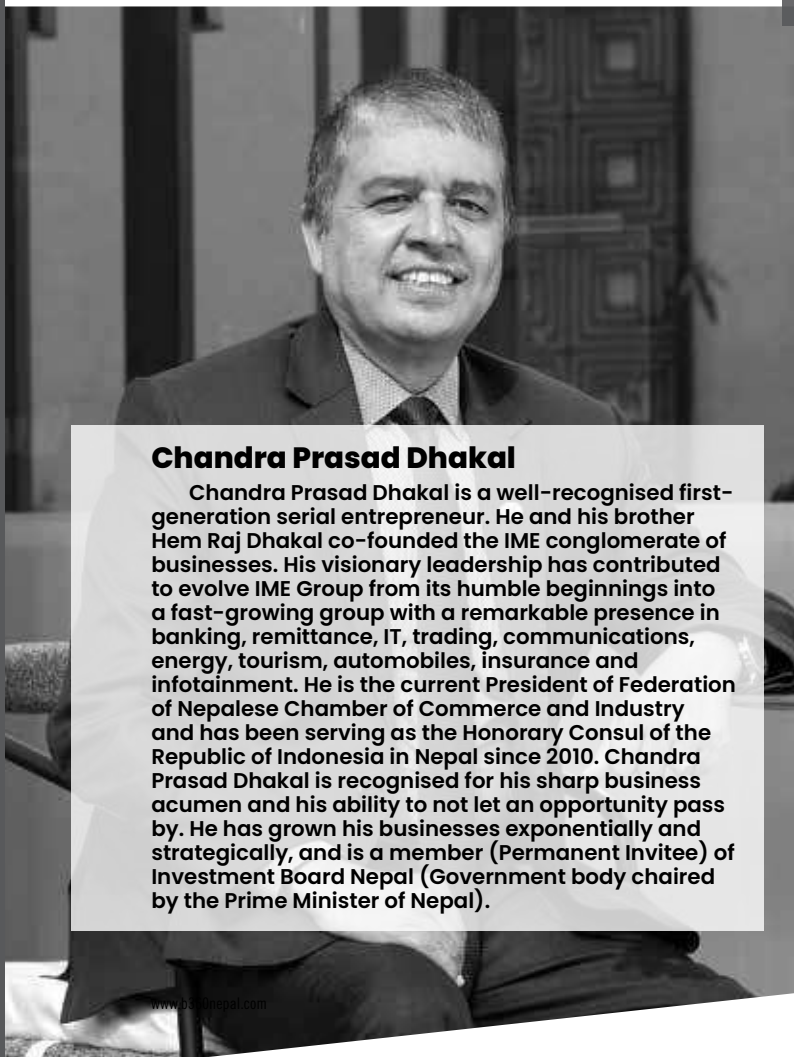 Chandra Prasad Dhakal
Chandra Prasad Dhakal is a well-recognised first-
generation serial entrepreneur. He and his brother
Hem Raj Dhakal co-founded the IME conglomerate of
businesses. His visionary leadership has contributed
to evolve IME Group from its humble beginnings into
a fast-growing group with a remarkable presence in
banking, remittance, IT, trading, communications,
energy, tourism, automobiles, insurance and
infotainment. He is the current President of Federation
of Nepalese Chamber of Commerce and Industry
and has been serving as the Honorary Consul of the
Republic of Indonesia in Nepal since 2010. Chandra
Prasad Dhakal is recognised for his sharp business
acumen and his ability to not let an opportunity pass
by. He has grown his businesses exponentially and
strategically, and is a member (Permanent Invitee) of
Investment Board Nepal (Government body chaired
by the Prime Minister of Nepal).